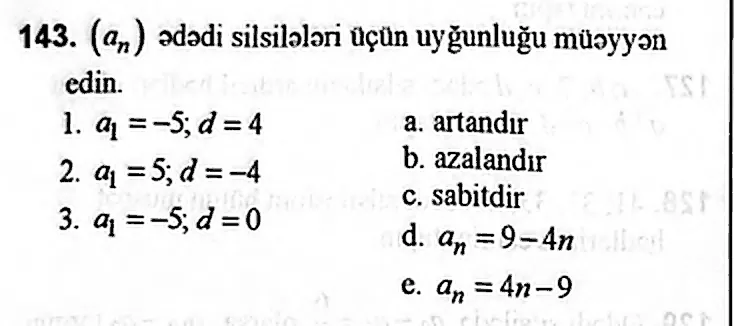 143. (aₙ) ədədi silsilələri üçün uyğunluğu müəyyən
edin.
1. a₁ = –5; d = 4
2. a₁ = 5; d = –4
3. a₁ = –5; d = 0
a. artandır
b. azalandır
c. sabitdir
d. aₙ = 9–4n
e. aₙ = 4n–9